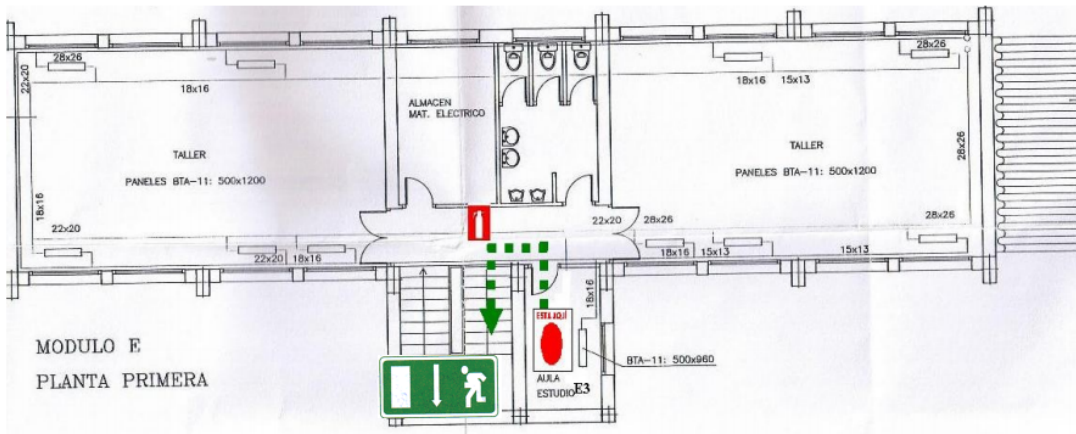 28x26
22x20
18x16
TALLER
PANELES BTA-11: 500x1200
18x16
22x20
22x20
18x16
ALMACEN
MAT. ELECTRICO
28x26
18x16
15x13
TALLER
PANELES BTA-11: 500x1200
28x26
22x20
28x26
28x26
18x16
15x13
15x13
18x16
ESTA AQUÍ
BTA-11: 500x960
AULA
ESTUDIO E3
MODULO E
PLANTA PRIMERA